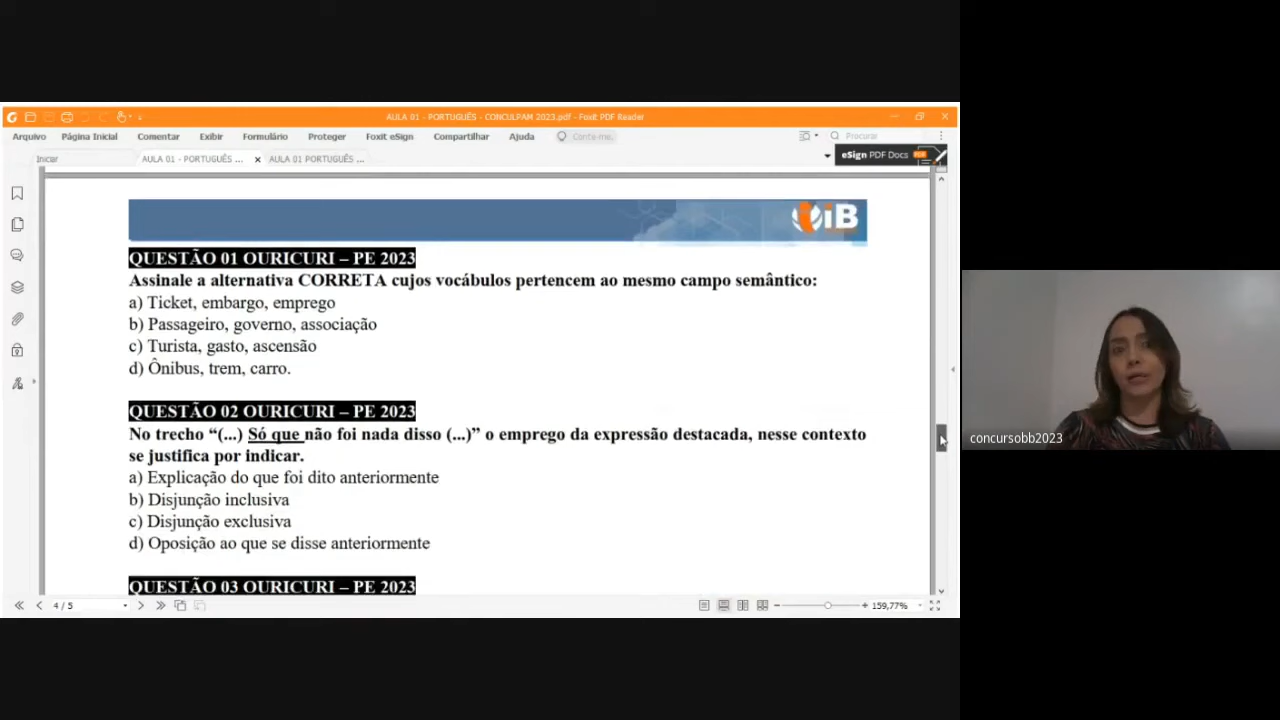 AULA 01 - PORTUGUÊS - CONCULPAM 2023.pdf - Foxit PDF Reader
Arquivo Página Inicial Comentar Exibir Formulário Proteger Foxit eSign Compartilhar Ajuda Conta-me. Procurar
Iniciar AULA 01 - PORTUGUÊS ... AULA 01 PORTUGUÊS ... eSign PDF Docs
iB
QUESTÃO 01 OURICURI – PE 2023
Assinale a alternativa CORRETA cujos vocábulos pertencem ao mesmo campo semântico:
a) Ticket, embargo, emprego
b) Passageiro, governo, associação
c) Turista, gasto, ascensão
d) Ônibus, trem, carro.
QUESTÃO 02 OURICURI – PE 2023
No trecho “(...) Só que não foi nada disso (...)” o emprego da expressão destacada, nesse contexto
se justifica por indicar.
a) Explicação do que foi dito anteriormente
b) Disjunção inclusiva
c) Disjunção exclusiva
d) Oposição ao que se disse anteriormente
QUESTÃO 03 OURICURI – PE 2023
4 / 5 159,77%
concursobb2023